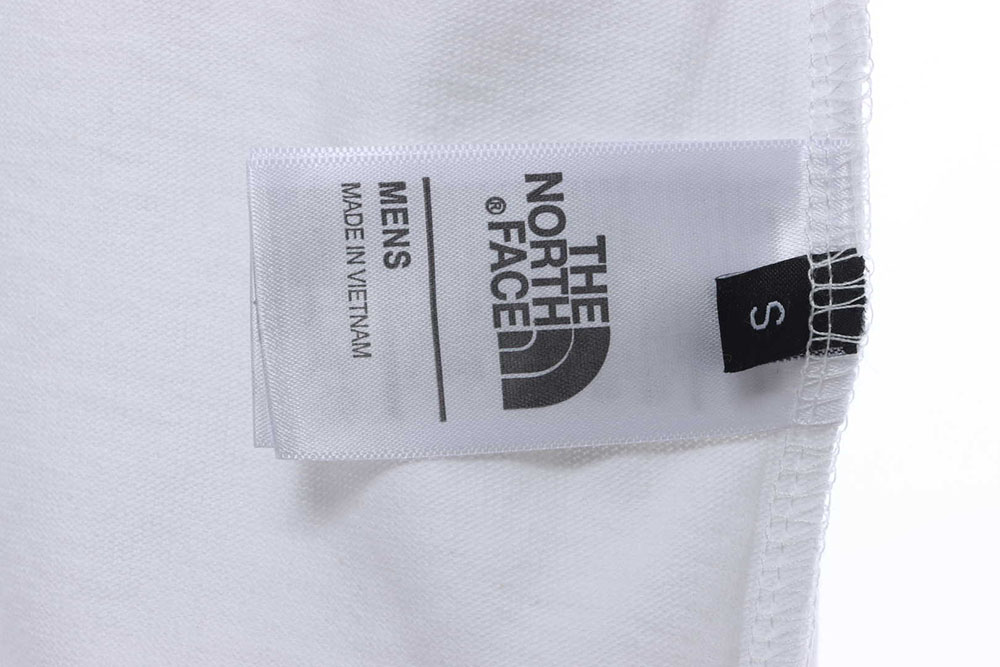 THE
NORTH
FACE
®
MENS
MADE IN VIETNAM
S